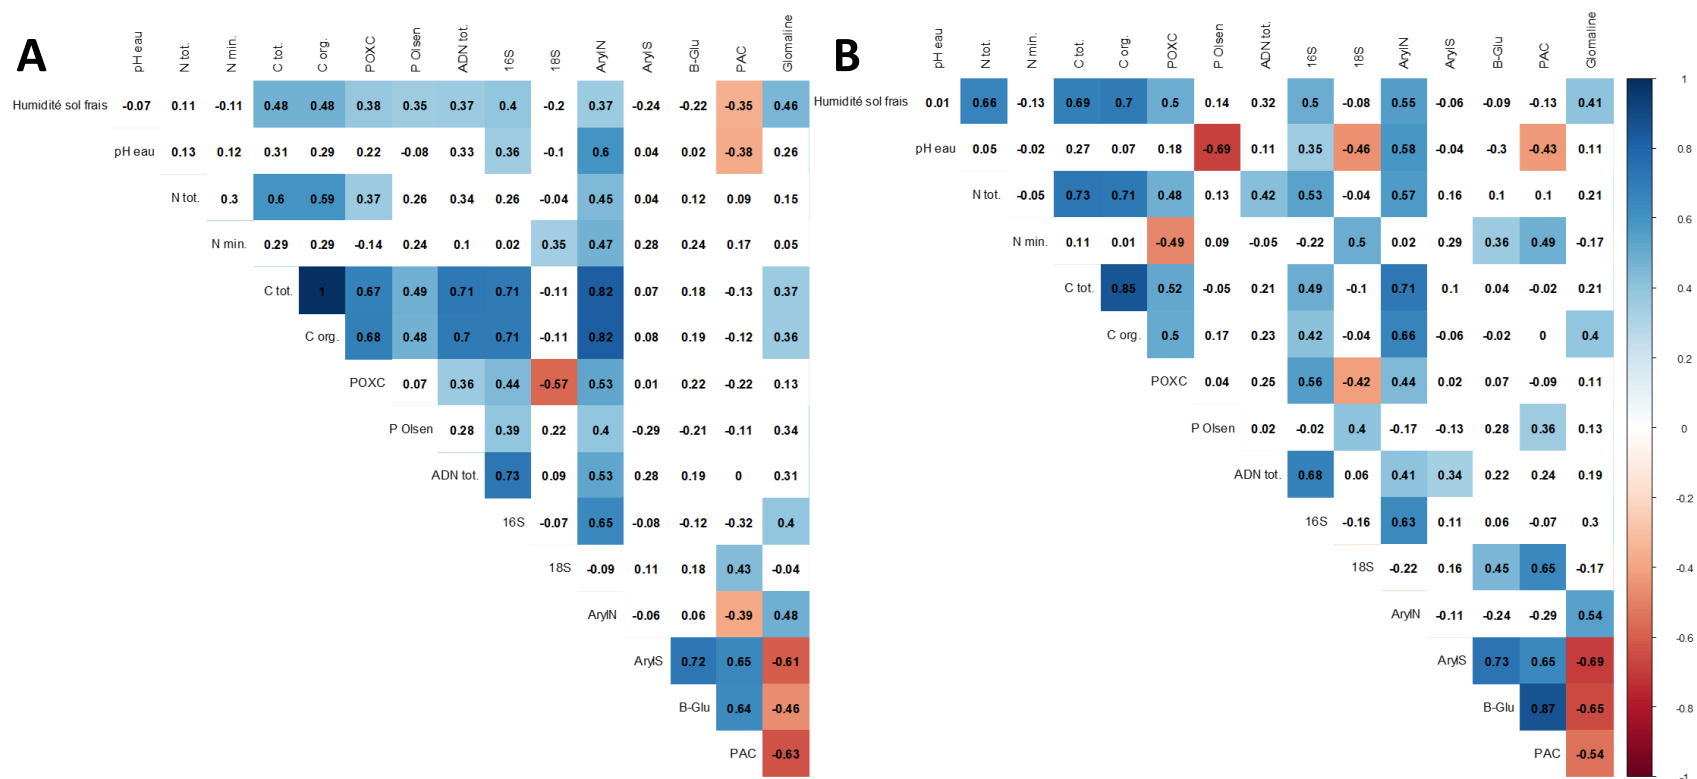 A
pH eau N tot. N min. C tot. C org. POXC P Olsen ADN tot. 16S 18S ArylN ArylS B-Glu PAC Glomaline
Humidité sol frais -0.07 0.11 -0.11 0.48 0.48 0.38 0.35 0.37 0.4 -0.2 0.37 -0.24 -0.22 -0.35 0.46
pH eau 0.13 0.12 0.31 0.29 0.22 -0.08 0.33 0.36 -0.1 0.6 0.04 0.02 -0.38 0.26
N tot. 0.3 0.6 0.59 0.37 0.26 0.34 0.26 -0.04 0.45 0.04 0.12 0.09 0.15
N min. 0.29 0.29 -0.14 0.24 0.1 0.02 0.35 0.47 0.28 0.24 0.17 0.05
C tot. 1 0.67 0.49 0.71 0.71 -0.11 0.82 0.07 0.18 -0.13 0.37
C org. 0.68 0.48 0.7 0.71 -0.11 0.82 0.08 0.19 -0.12 0.36
POXC 0.07 0.36 0.44 -0.57 0.53 0.01 0.22 -0.22 0.13
P Olsen 0.28 0.39 0.22 0.4 -0.29 -0.21 -0.11 0.34
ADN tot. 0.73 0.09 0.53 0.28 0.19 0 0.31
16S -0.07 0.65 -0.08 -0.12 -0.32 0.4
18S -0.09 0.11 0.18 0.43 -0.04
ArylN -0.06 0.06 -0.39 0.48
ArylS 0.72 0.65 -0.61
B-Glu 0.64 -0.46
PAC -0.63
B
pH eau N tot. N min. C tot. C org. POXC P Olsen ADN tot. 16S 18S ArylN ArylS B-Glu PAC Glomaline
Humidité sol frais 0.01 0.66 -0.13 0.69 0.7 0.5 0.14 0.32 0.5 -0.08 0.55 -0.06 -0.09 -0.13 0.41
pH eau 0.05 -0.02 0.27 0.07 0.18 -0.69 0.11 0.35 -0.46 0.58 -0.04 -0.3 -0.43 0.11
N tot. -0.05 0.73 0.71 0.48 0.13 0.42 0.53 -0.04 0.57 0.16 0.1 0.1 0.21
N min. 0.11 0.01 -0.49 0.09 -0.05 -0.22 0.5 0.02 0.29 0.36 0.49 -0.17
C tot. 0.85 0.52 -0.05 0.21 0.49 -0.1 0.71 0.1 0.04 -0.02 0.21
C org. 0.5 0.17 0.23 0.42 -0.04 0.66 -0.06 -0.02 0 0.4
POXC 0.04 0.25 0.56 -0.42 0.44 0.02 0.07 -0.09 0.11
P Olsen 0.02 -0.02 0.4 -0.17 -0.13 0.28 0.36 0.13
ADN tot. 0.68 0.06 0.41 0.34 0.22 0.24 0.19
16S -0.16 0.63 0.11 0.06 -0.07 0.3
18S -0.22 0.16 0.45 0.65 -0.17
ArylN -0.11 -0.24 -0.29 0.54
ArylS 0.73 0.65 -0.69
B-Glu 0.87 -0.65
PAC -0.54
1
0.8
0.6
0.4
0.2
0
-0.2
-0.4
-0.6
-0.8
-1